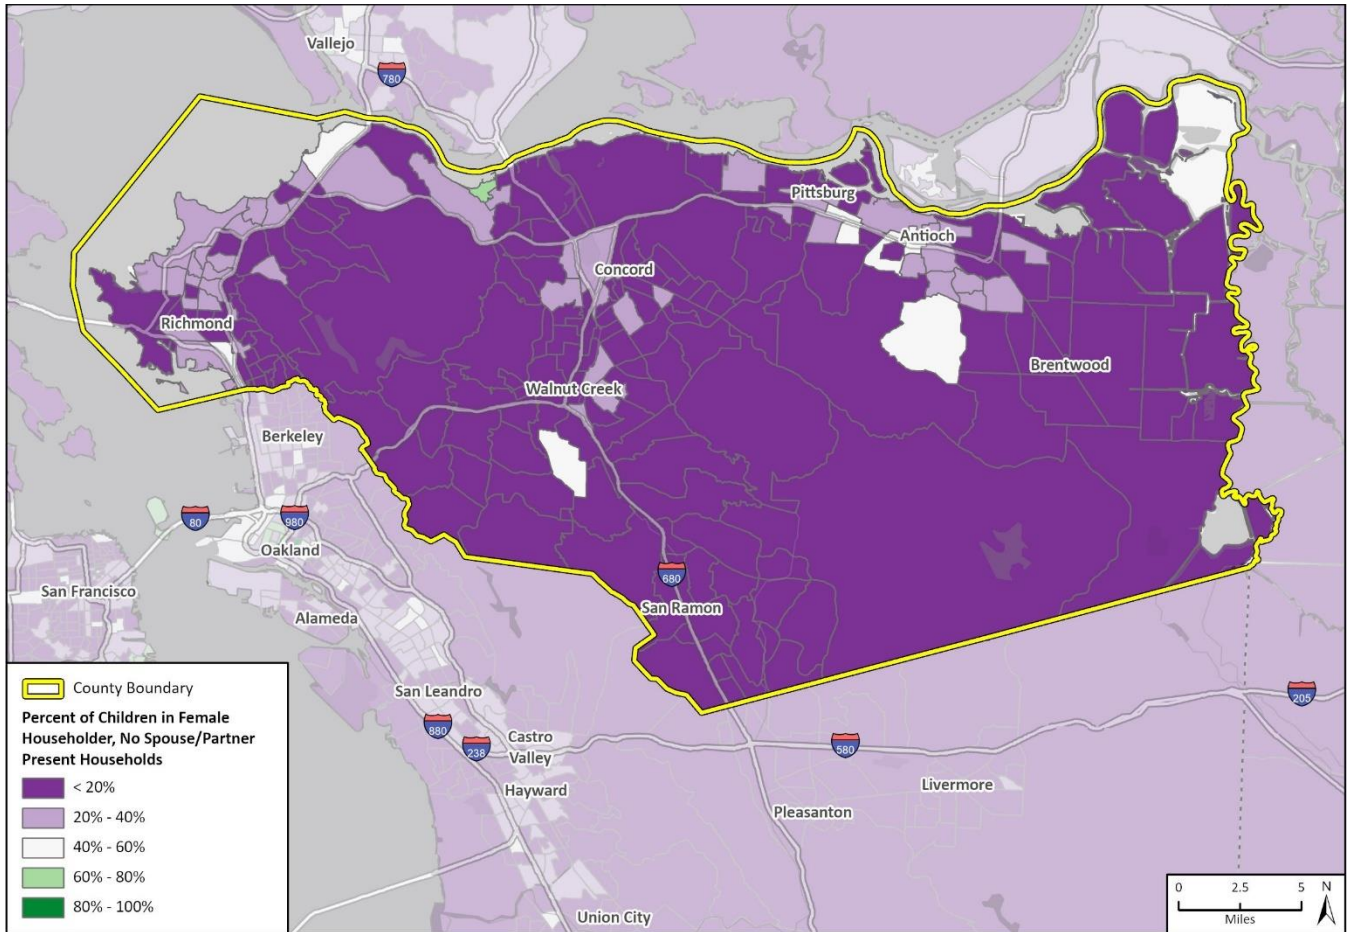 Vallejo
780
Pittsburg
Antioch
Concord
Richmond
Brentwood
Walnut Creek
Berkeley
80
980
Oakland
680
San Francisco
San Ramon
Alameda
San Leandro
205
880
238
Castro
Valley
580
Hayward
Livermore
Pleasanton
Union City
County Boundary
Percent of Children in Female
Householder, No Spouse/Partner
Present Households
< 20%
20% - 40%
40% - 60%
60% - 80%
80% - 100%
0 2.5 5 N
Miles